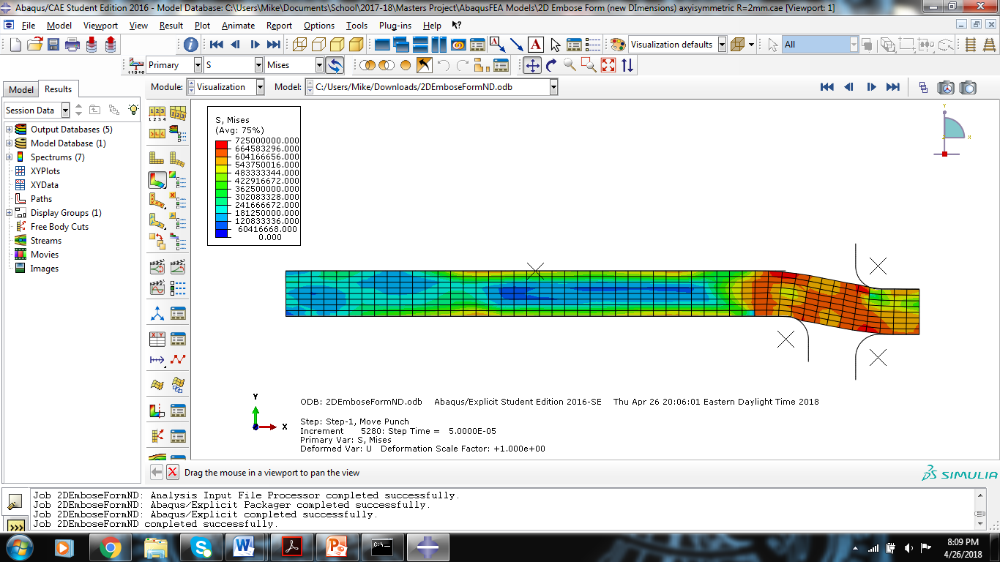 Abaqus/CAE Student Edition 2016 - Model Database: C:\Users\Mike\Documents\School\2017-18\Masters Project\AbaqusFEA Models\2D Embose Form (new DImensions) axyisymmetric R=2mm.cae [Viewport: 1]
File Model Viewport View Result Plot Animate Report Options Tools Plug-ins Help
Visualization defaults All
Primary S Mises
Model Results Module: Visualization Model: C:/Users/Mike/Downloads/2DEmboseFormND.odb
Session Data
Output Databases (5)
Model Database (1)
Spectrums (7)
XYPlots
XYData
Paths
Display Groups (1)
Free Body Cuts
Streams
Movies
Images
S, Mises
(Avg: 75%)
725000000.000
664583296.000
604166656.000
543750016.000
483333344.000
422916672.000
362500000.000
302083328.000
241666672.000
181250000.000
120833336.000
60416668.000
0.000
Y
X
Y
X
ODB: 2DEmboseFormND.odb Abaqus/Explicit Student Edition 2016-SE Thu Apr 26 20:06:01 Eastern Daylight Time 2018
Step: Step-1, Move Punch
Increment 5280: Step Time = 5.0000E-05
Primary Var: S, Mises
Deformed Var: U Deformation Scale Factor: +1.000e+00
Drag the mouse in a viewport to pan the view
SIMULIA
Job 2DEmboseFormND: Analysis Input File Processor completed successfully.
Job 2DEmboseFormND: Abaqus/Explicit Packager completed successfully.
Job 2DEmboseFormND: Abaqus/Explicit completed successfully.
Job 2DEmboseFormND completed successfully.
>>>
8:09 PM
4/26/2018